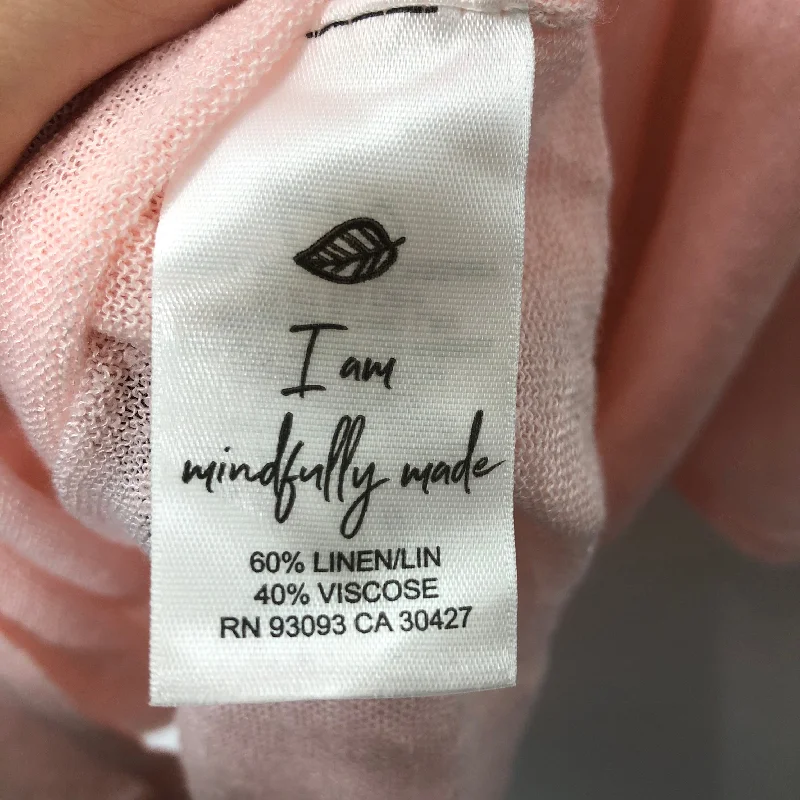 I am
mindfully made
60% LINEN/LIN
40% VISCOSE
RN 93093 CA 30427